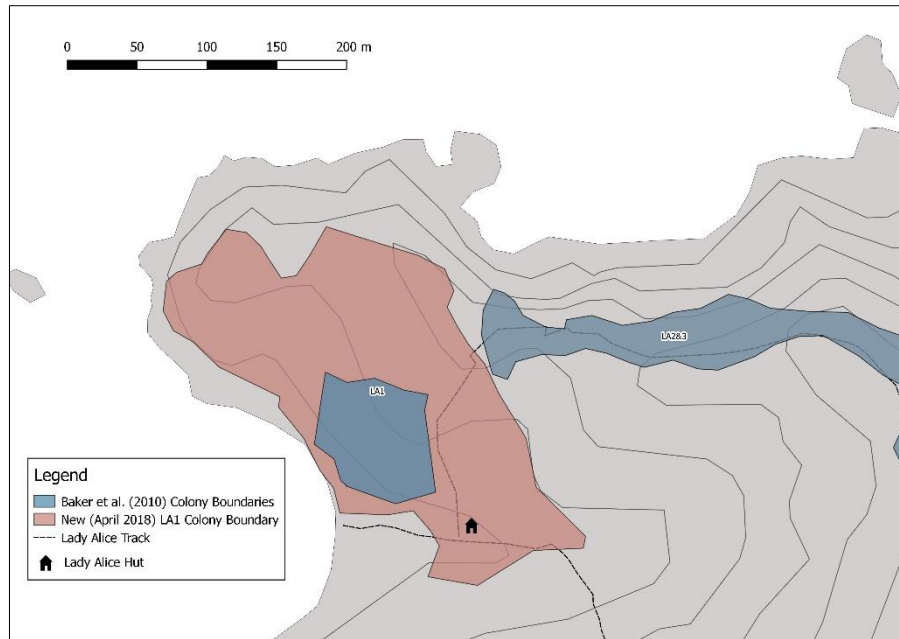 0 50 100 150 200 m
LA2&3
LA1
Legend
Baker et al. (2010) Colony Boundaries
New (April 2018) LA1 Colony Boundary
Lady Alice Track
Lady Alice Hut